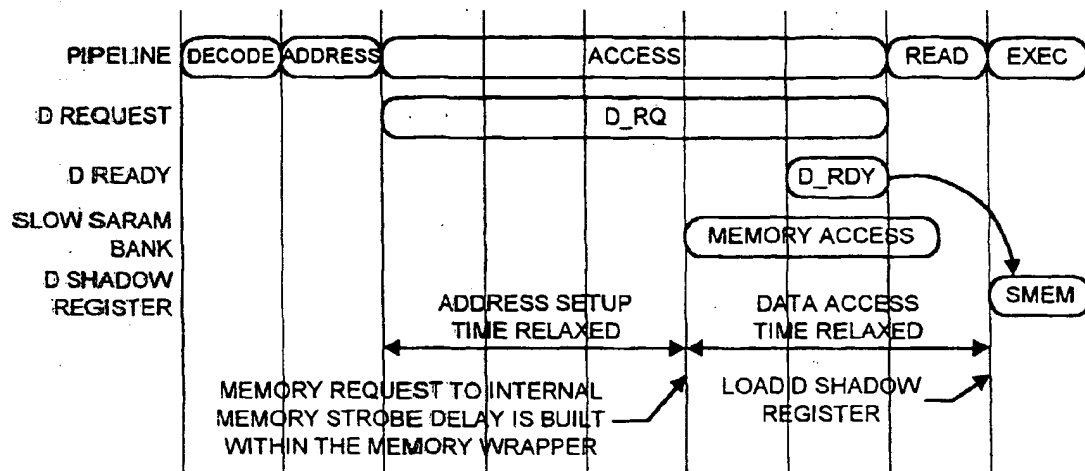 PIPELINE DECODE ADDRESS ACCESS READ EXEC
D REQUEST D_RQ
D READY D_RDY
SLOW SARAM
BANK
MEMORY ACCESS
D SHADOW
REGISTER
SMEM
ADDRESS SETUP
TIME RELAXED
DATA ACCESS
TIME RELAXED
MEMORY REQUEST TO INTERNAL
MEMORY STROBE DELAY IS BUILT
WITHIN THE MEMORY WRAPPER
LOAD D SHADOW
REGISTER